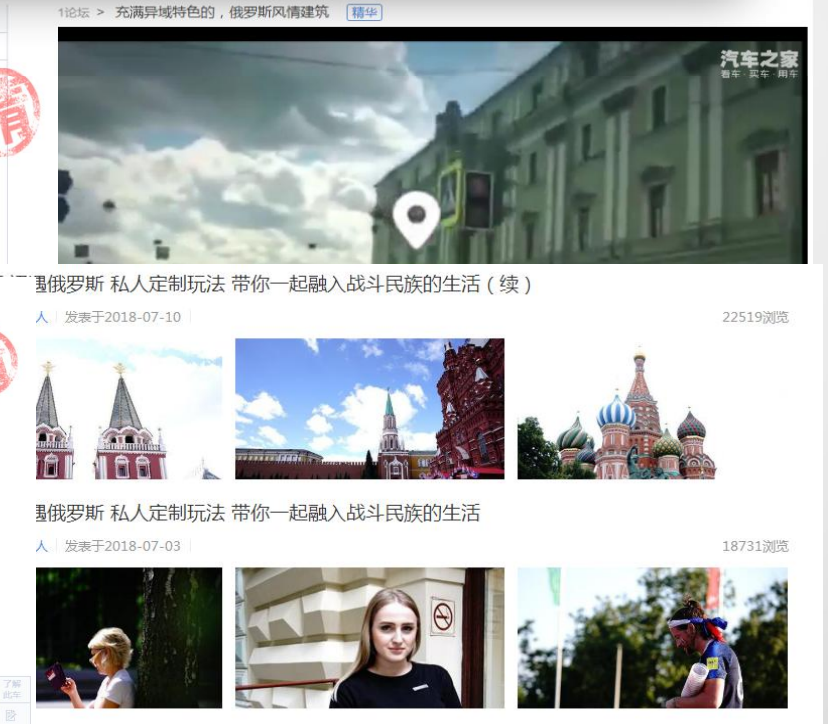 1论坛 > 充满异域特色的，俄罗斯风情建筑 精华
汽车之家
看车·买车·用车
遇俄罗斯 私人定制玩法 带你一起融入战斗民族的生活（续）
人 发表于2018-07-10 22519浏览
遇俄罗斯 私人定制玩法 带你一起融入战斗民族的生活
人 发表于2018-07-03 18731浏览
了解
此车